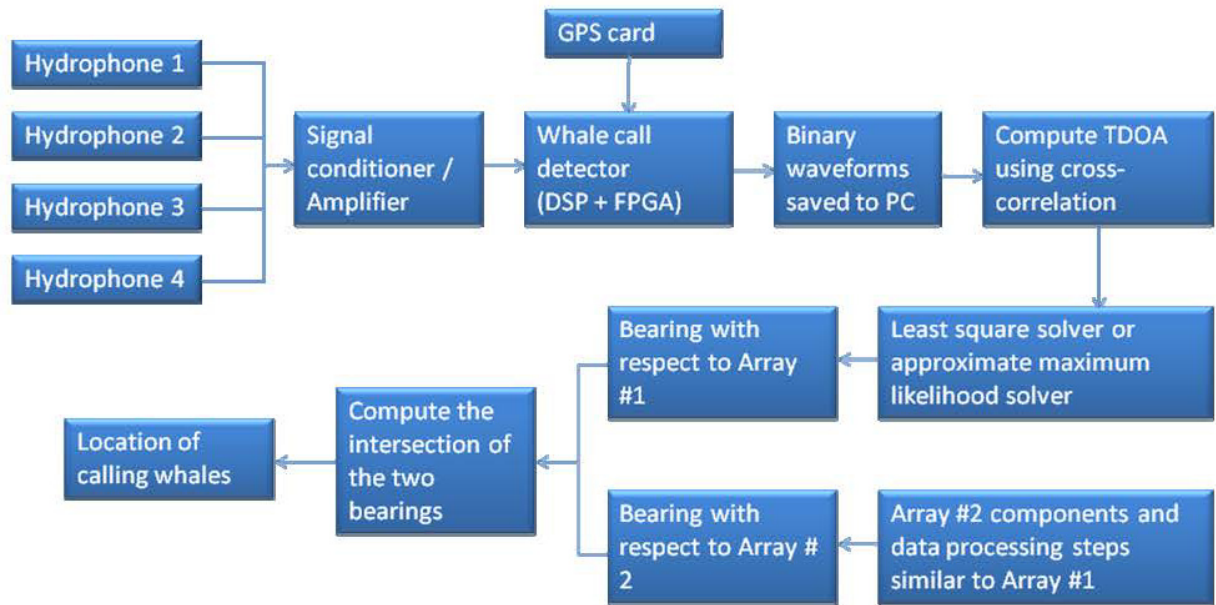 GPS card
Hydrophone 1
Hydrophone 2
Hydrophone 3
Hydrophone 4
Signal
conditioner /
Amplifier
Whale call
detector
(DSP + FPGA)
Binary
waveforms
saved to PC
Compute TDOA
using cross-
correlation
Least square solver or
approximate maximum
likelihood solver
Bearing with
respect to Array
#1
Array #2 components and
data processing steps
similar to Array #1
Bearing with
respect to Array #
2
Compute the
intersection of
the two
bearings
Location of
calling whales